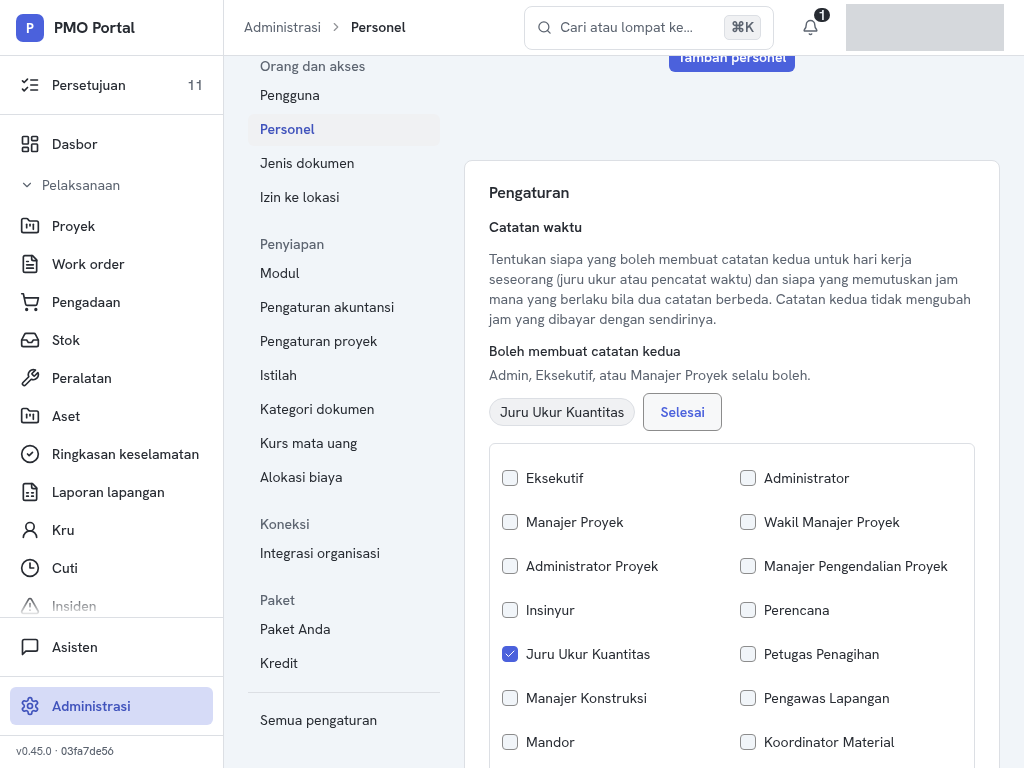 P PMO Portal
Persetujuan 11
Dasbor
Pelaksanaan
Proyek
Work order
Pengadaan
Stok
Peralatan
Aset
Ringkasan keselamatan
Laporan lapangan
Kru
Cuti
Insiden
Asisten
Administrasi
v0.45.0 · 03fa7de56
Administrasi > Personel
Cari atau lompat ke… ⌘K
1
Orang dan akses
Pengguna
Personel
Jenis dokumen
Izin ke lokasi
Penyiapan
Modul
Pengaturan akuntansi
Pengaturan proyek
Istilah
Kategori dokumen
Kurs mata uang
Alokasi biaya
Koneksi
Integrasi organisasi
Paket
Paket Anda
Kredit
Semua pengaturan
Tambah personel
Pengaturan
Catatan waktu
Tentukan siapa yang boleh membuat catatan kedua untuk hari kerja
seseorang (juru ukur atau pencatat waktu) dan siapa yang memutuskan jam
mana yang berlaku bila dua catatan berbeda. Catatan kedua tidak mengubah
jam yang dibayar dengan sendirinya.
Boleh membuat catatan kedua
Admin, Eksekutif, atau Manajer Proyek selalu boleh.
Juru Ukur Kuantitas Selesai
Eksekutif Administrator
Manajer Proyek Wakil Manajer Proyek
Administrator Proyek Manajer Pengendalian Proyek
Insinyur Perencana
Juru Ukur Kuantitas Petugas Penagihan
Manajer Konstruksi Pengawas Lapangan
Mandor Koordinator Material